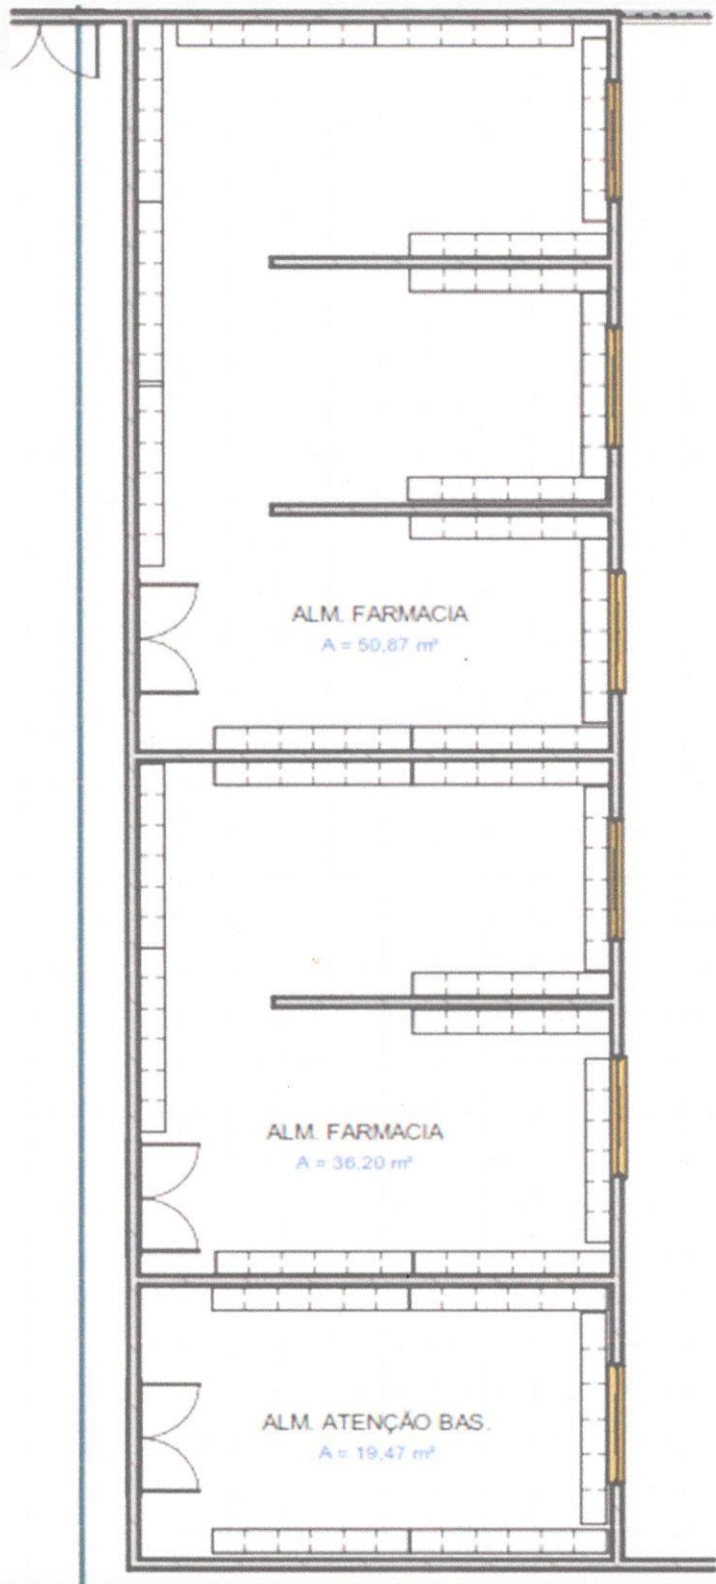 ALM. FARMACIA
A = 50,87 m²
ALM. FARMACIA
A = 36,20 m²
ALM. ATENÇÃO BAS.
A = 19,47 m²